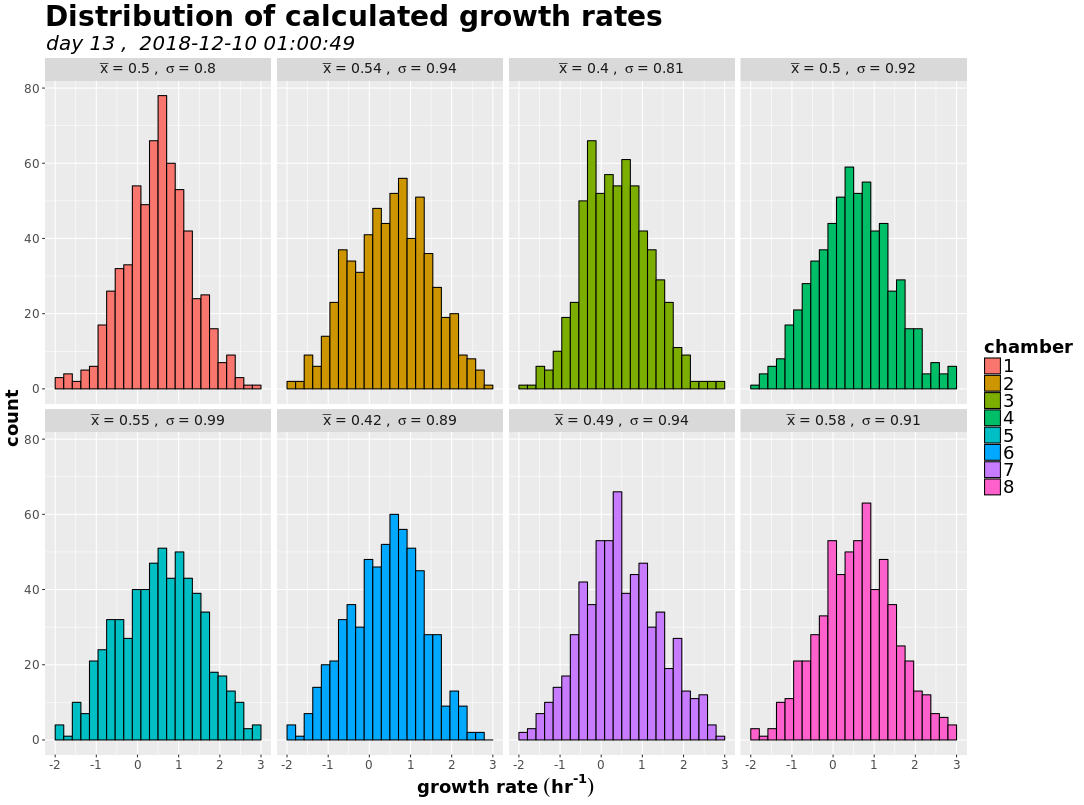 Distribution of calculated growth rates
day 13 ,  2018-12-10 01:00:49
x̅ = 0.5 ,  σ = 0.8
x̅ = 0.54 ,  σ = 0.94
x̅ = 0.4 ,  σ = 0.81
x̅ = 0.5 ,  σ = 0.92
80
60
40
20
0
x̅ = 0.55 ,  σ = 0.99
x̅ = 0.42 ,  σ = 0.89
x̅ = 0.49 ,  σ = 0.94
x̅ = 0.58 ,  σ = 0.91
80
60
40
20
0
-2 -1 0 1 2 3
-2 -1 0 1 2 3
-2 -1 0 1 2 3
-2 -1 0 1 2 3
count
growth rate (hr⁻¹)
chamber
1
2
3
4
5
6
7
8